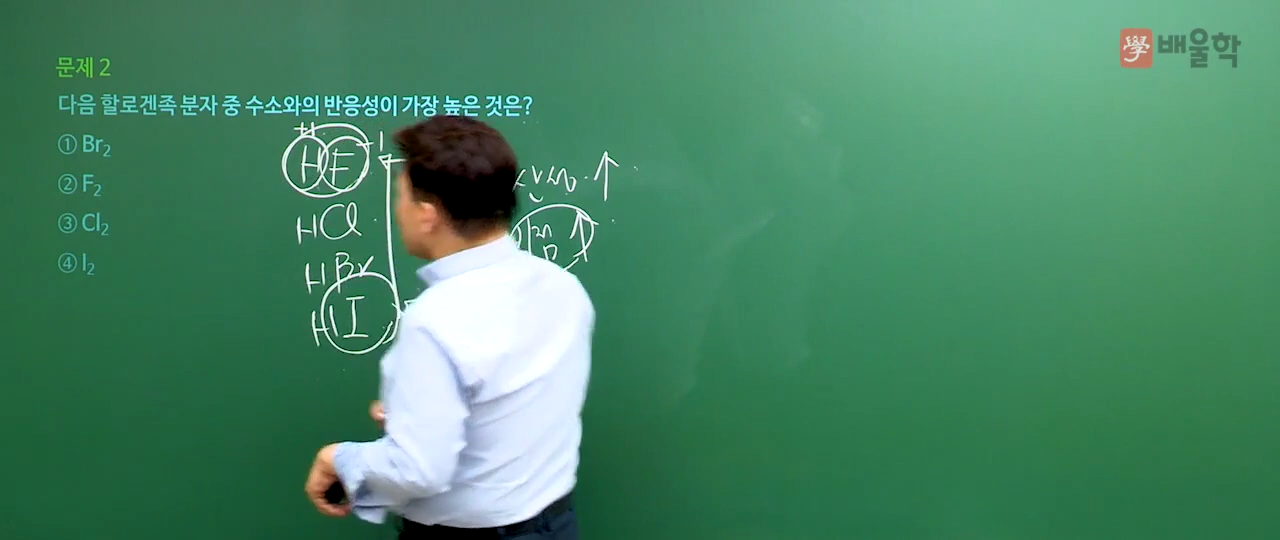 學 배울학
문제 2
다음 할로겐족 분자 중 수소와의 반응성이 가장 높은 것은?
① Br₂
② F₂
③ Cl₂
④ I₂
HF
HCl
HBr
HI